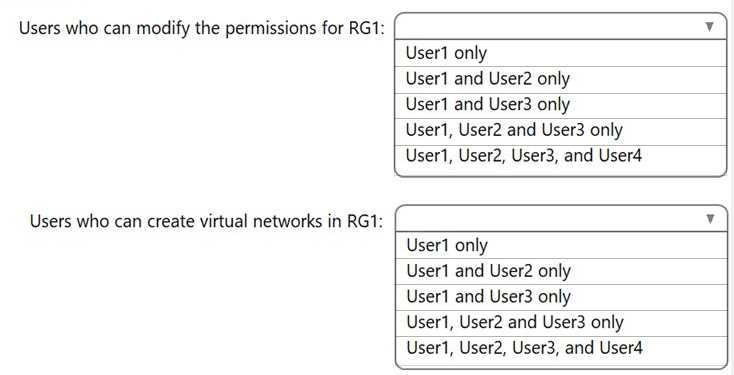 Users who can modify the permissions for RG1:
User1 only
User1 and User2 only
User1 and User3 only
User1, User2 and User3 only
User1, User2, User3, and User4
Users who can create virtual networks in RG1:
User1 only
User1 and User2 only
User1 and User3 only
User1, User2 and User3 only
User1, User2, User3, and User4